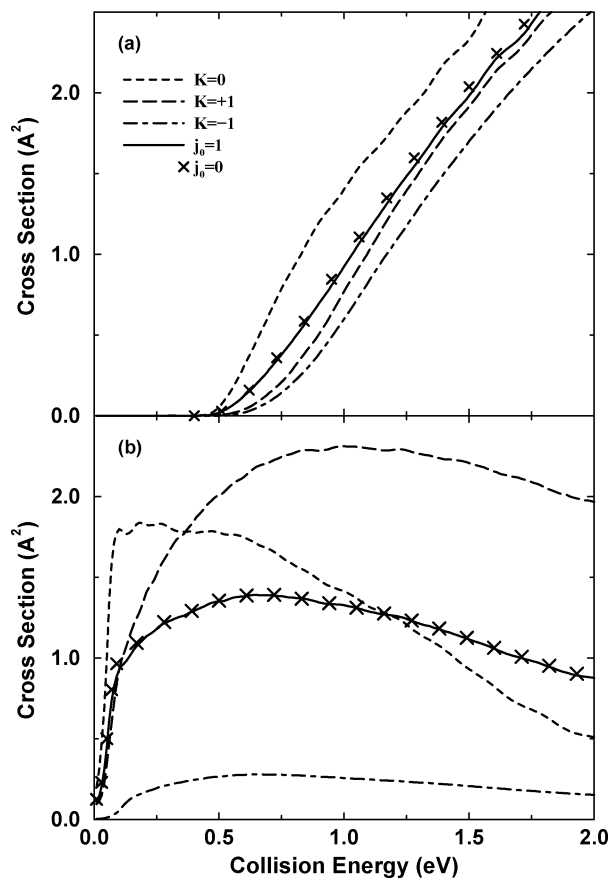 (a)
K=0
K=+1
K=−1
j₀=1
j₀=0
2.0
1.0
0.0
Cross Section (A²)
(b)
2.0
1.0
0.0
Cross Section (A²)
0.0 0.5 1.0 1.5 2.0
Collision Energy (eV)